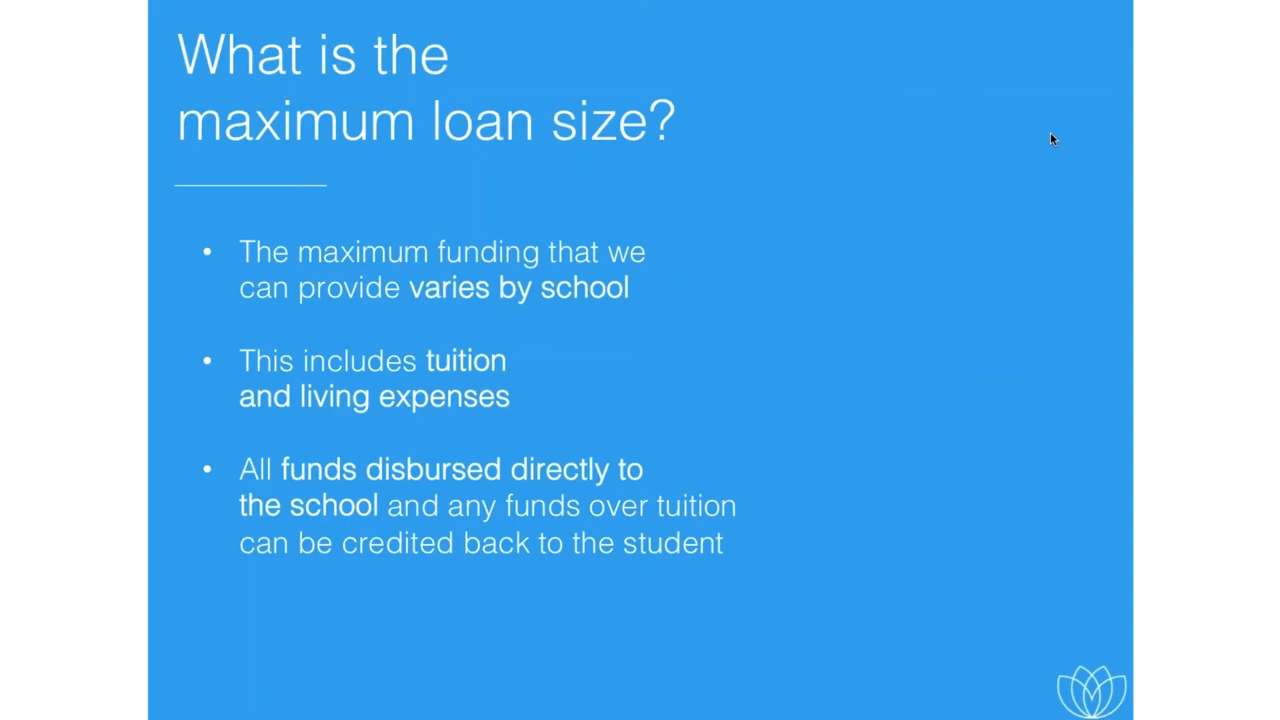 What is the
maximum loan size?
• The maximum funding that we
can provide varies by school
• This includes tuition
and living expenses
• All funds disbursed directly to
the school and any funds over tuition
can be credited back to the student